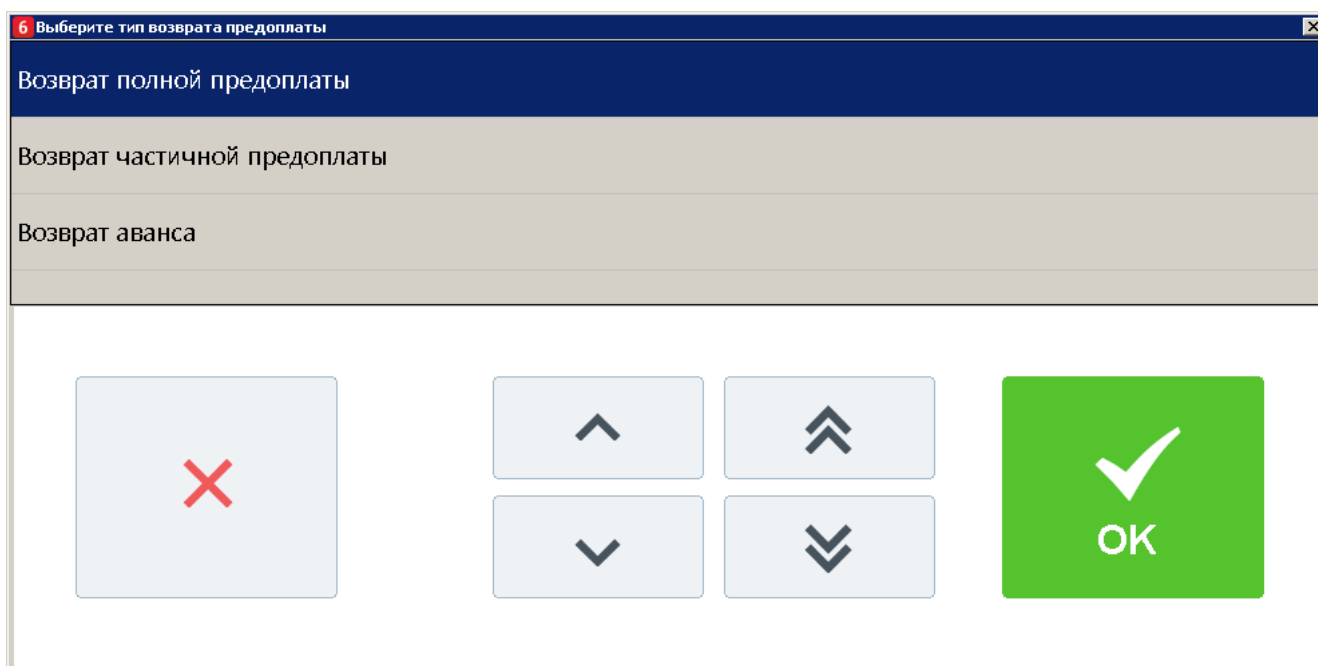 6 Выберите тип возврата предоплаты
Возврат полной предоплаты
Возврат частичной предоплаты
Возврат аванса
OK